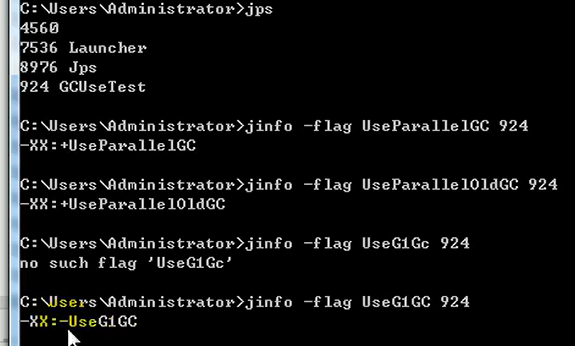 C:\Users\Administrator>jps
4560
7536 Launcher
8976 Jps
924 GCUseTest
C:\Users\Administrator>jinfo -flag UseParallelGC 924
-XX:+UseParallelGC
C:\Users\Administrator>jinfo -flag UseParallelOldGC 924
-XX:+UseParallelOldGC
C:\Users\Administrator>jinfo -flag UseG1Gc 924
no such flag 'UseG1Gc'
C:\Users\Administrator>jinfo -flag UseG1GC 924
-XX:-UseG1GC